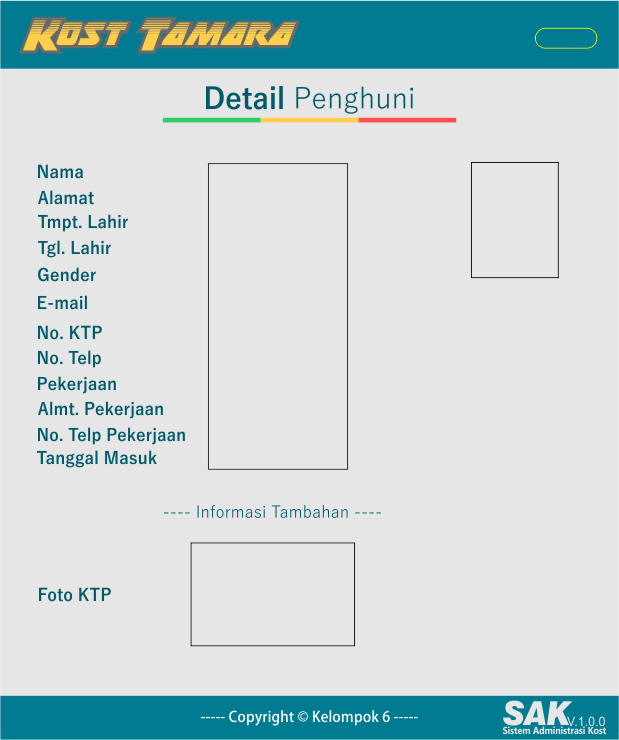 KOST TAMARA
Detail Penghuni
Nama
Alamat
Tmpt. Lahir
Tgl. Lahir
Gender
E-mail
No. KTP
No. Telp
Pekerjaan
Almt. Pekerjaan
No. Telp Pekerjaan
Tanggal Masuk
---- Informasi Tambahan ----
Foto KTP
----- Copyright © Kelompok 6 -----
SAK V.1.0.0
Sistem Administrasi Kost